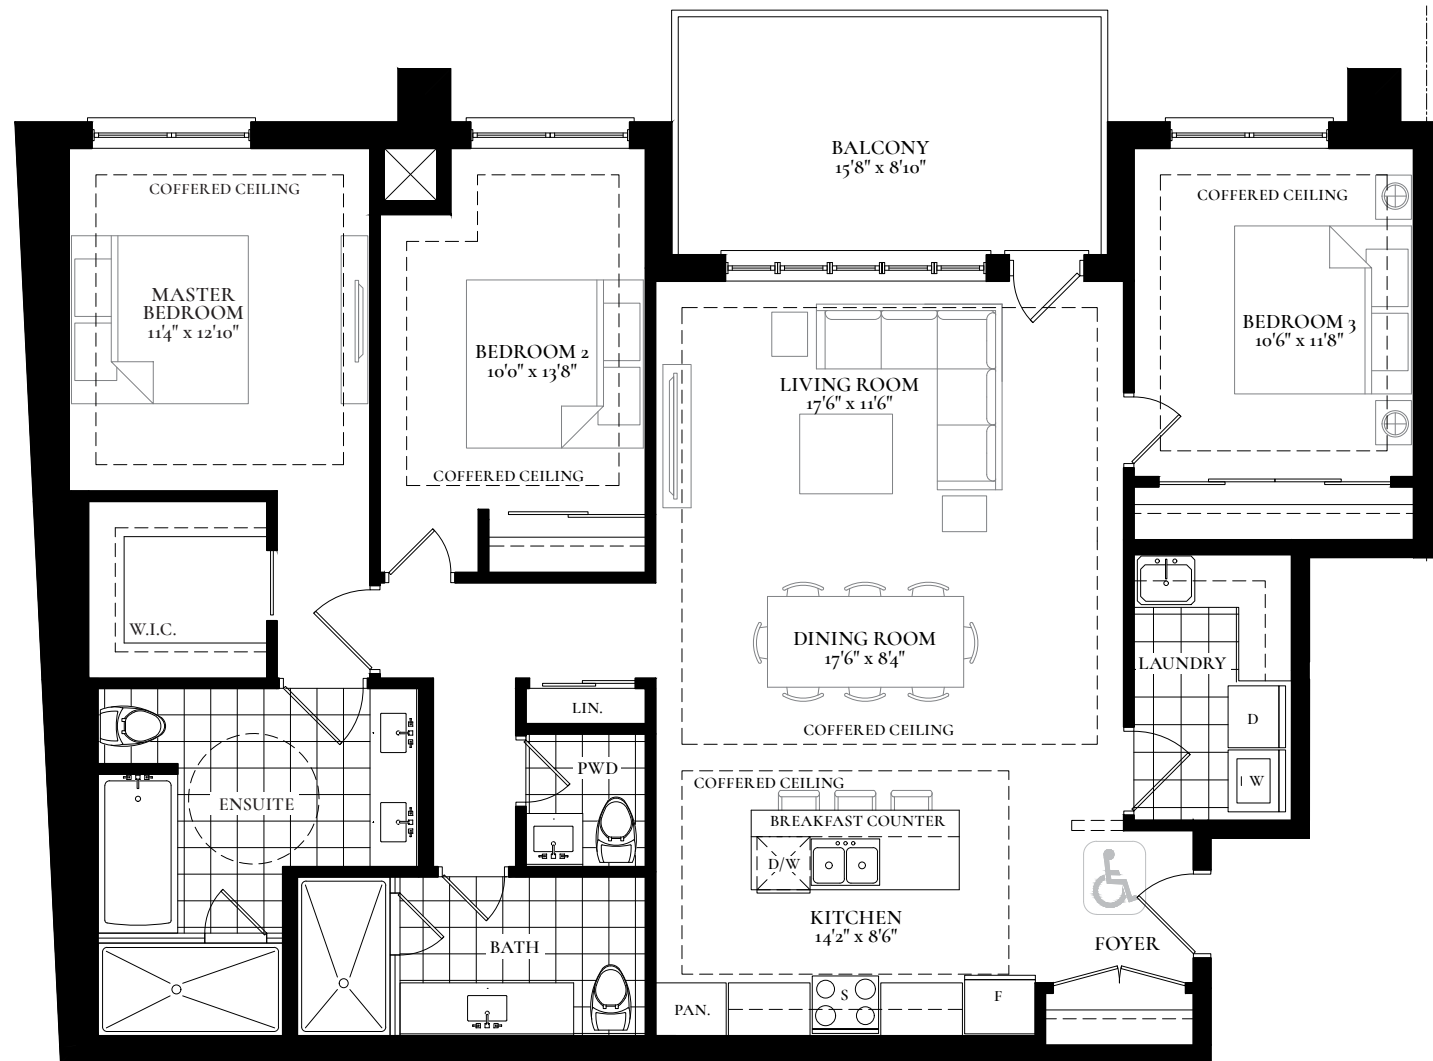 BALCONY
15'8" x 8'10"
COFFERED CEILING
COFFERED CEILING
MASTER
BEDROOM
11'4" x 12'10"
BEDROOM 2
10'0" x 13'8"
COFFERED CEILING
BEDROOM 3
10'6" x 11'8"
LIVING ROOM
17'6" x 11'6"
W.I.C.
DINING ROOM
17'6" x 8'4"
COFFERED CEILING
LAUNDRY
D
W
LIN.
PWD
ENSUITE
COFFERED CEILING
BREAKFAST COUNTER
D/W
KITCHEN
14'2" x 8'6"
FOYER
BATH
PAN.
S
F